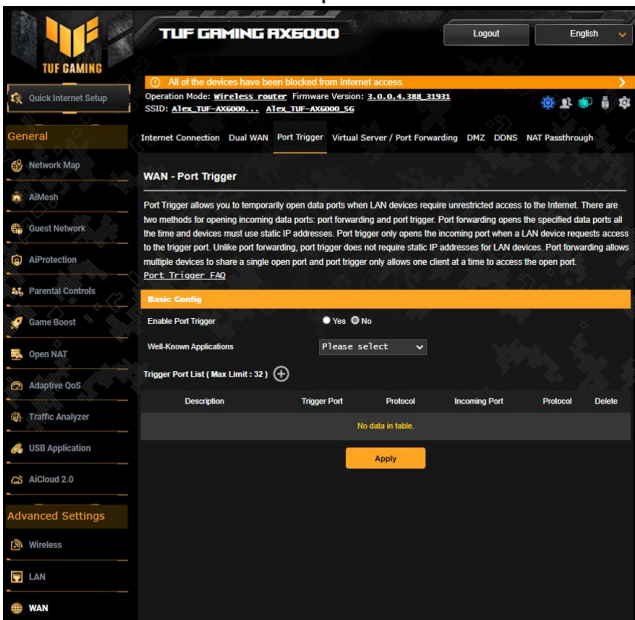 TUF GAMING
TUF GAMING AX6000
Logout
English
All of the devices have been blocked from Internet access.
Quick Internet Setup
Operation Mode: Wireless router Firmware Version: 3.0.0.4.388_31931
SSID: Alex_TUF-AX6000... Alex_TUF-AX6000_5G
General
Internet Connection Dual WAN Port Trigger Virtual Server / Port Forwarding DMZ DDNS NAT Passthrough
Network Map
AiMesh
Guest Network
AiProtection
Parental Controls
Game Boost
Open NAT
Adaptive QoS
Traffic Analyzer
USB Application
AiCloud 2.0
Advanced Settings
Wireless
LAN
WAN
WAN - Port Trigger
Port Trigger allows you to temporarily open data ports when LAN devices require unrestricted access to the Internet. There are
two methods for opening incoming data ports: port forwarding and port trigger. Port forwarding opens the specified data ports all
the time and devices must use static IP addresses. Port trigger only opens the incoming port when a LAN device requests access
to the trigger port. Unlike port forwarding, port trigger does not require static IP addresses for LAN devices. Port forwarding allows
multiple devices to share a single open port and port trigger only allows one client at a time to access the open port.
Port Trigger FAQ
Basic Config
Enable Port Trigger Yes No
Well-Known Applications Please select
Trigger Port List ( Max Limit : 32 )
Description Trigger Port Protocol Incoming Port Protocol Delete
No data in table.
Apply